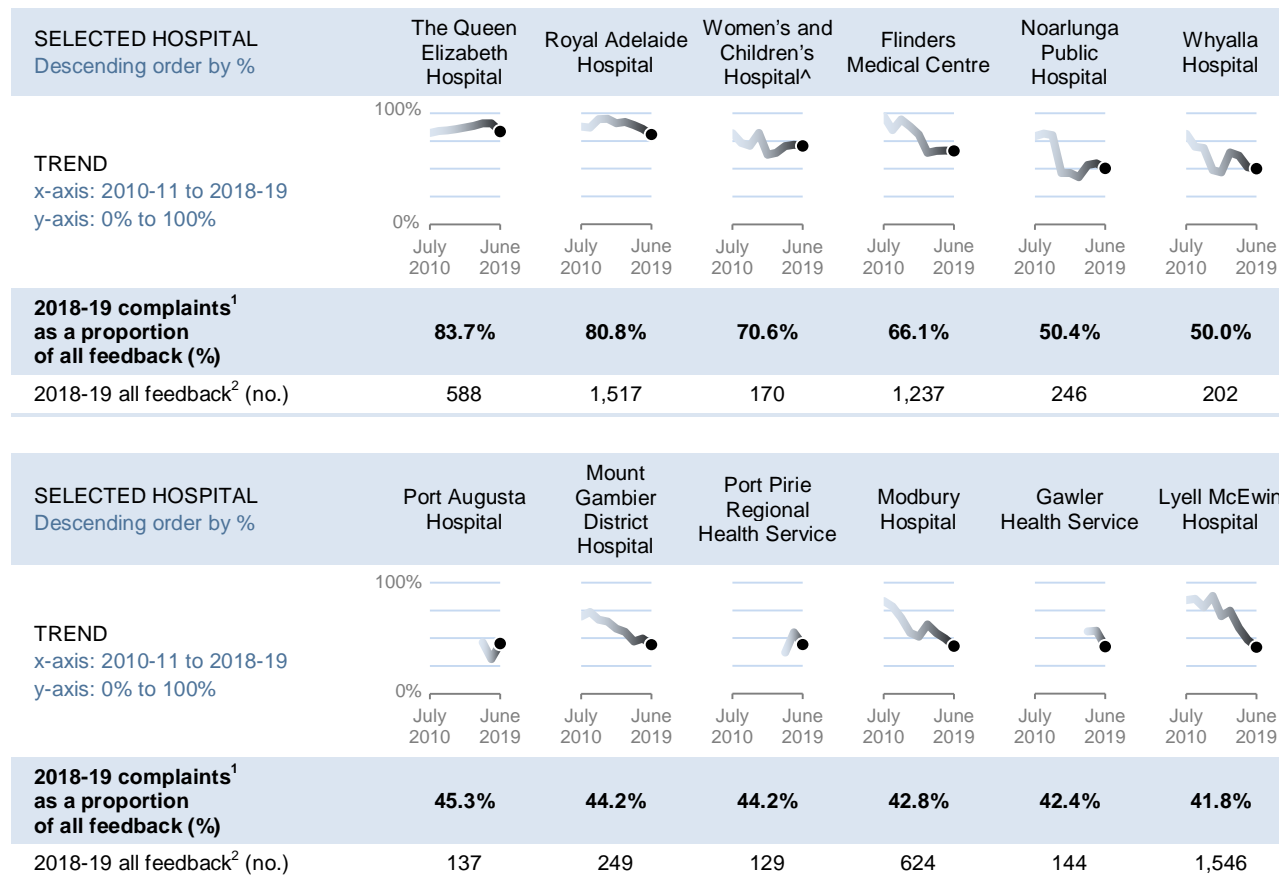 SELECTED HOSPITAL
Descending order by %
The Queen
Elizabeth
Hospital
Royal Adelaide
Hospital
Women's and
Children's
Hospital^
Flinders
Medical Centre
Noarlunga
Public
Hospital
Whyalla
Hospital
TREND
x-axis: 2010-11 to 2018-19
y-axis: 0% to 100%
100%
0%
July
2010
June
2019
July
2010
June
2019
July
2010
June
2019
July
2010
June
2019
July
2010
June
2019
July
2010
June
2019
2018-19 complaints¹
as a proportion
of all feedback (%)
83.7% 80.8% 70.6% 66.1% 50.4% 50.0%
2018-19 all feedback² (no.) 588 1,517 170 1,237 246 202
SELECTED HOSPITAL
Descending order by %
Port Augusta
Hospital
Mount
Gambier
District
Hospital
Port Pirie
Regional
Health Service
Modbury
Hospital
Gawler
Health Service
Lyell McEwin
Hospital
TREND
x-axis: 2010-11 to 2018-19
y-axis: 0% to 100%
100%
0%
July
2010
June
2019
July
2010
June
2019
July
2010
June
2019
July
2010
June
2019
July
2010
June
2019
July
2010
June
2019
2018-19 complaints¹
as a proportion
of all feedback (%)
45.3% 44.2% 44.2% 42.8% 42.4% 41.8%
2018-19 all feedback² (no.) 137 249 129 624 144 1,546